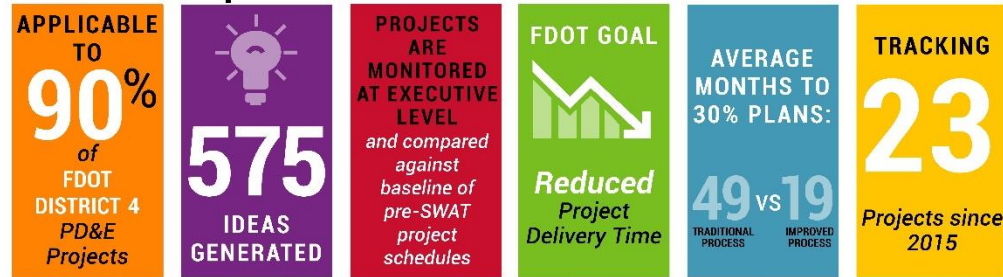 APPLICABLE
TO
90%
of
FDOT
DISTRICT 4
PD&E
Projects
575
IDEAS
GENERATED
PROJECTS
ARE
MONITORED
AT EXECUTIVE
LEVEL
and compared
against
baseline of
pre-SWAT
project
schedules
FDOT GOAL
Reduced
Project
Delivery Time
AVERAGE
MONTHS TO
30% PLANS:
49 VS 19
TRADITIONAL PROCESS IMPROVED PROCESS
TRACKING
23
Projects since
2015